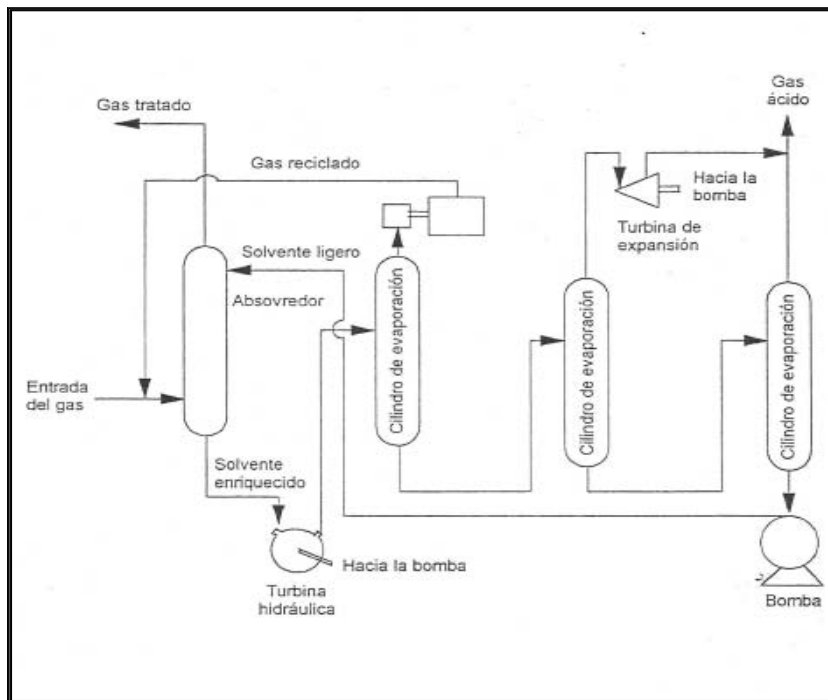 Gas tratado
Gas
ácido
Gas reciclado
Hacia la
bomba
Turbina de
expansión
Solvente ligero
Absovredor
Cilindro de evaporación
Cilindro de evaporación
Cilindro de evaporación
Entrada
del gas
Solvente
enriquecido
Hacia la bomba
Turbina
hidráulica
Bomba